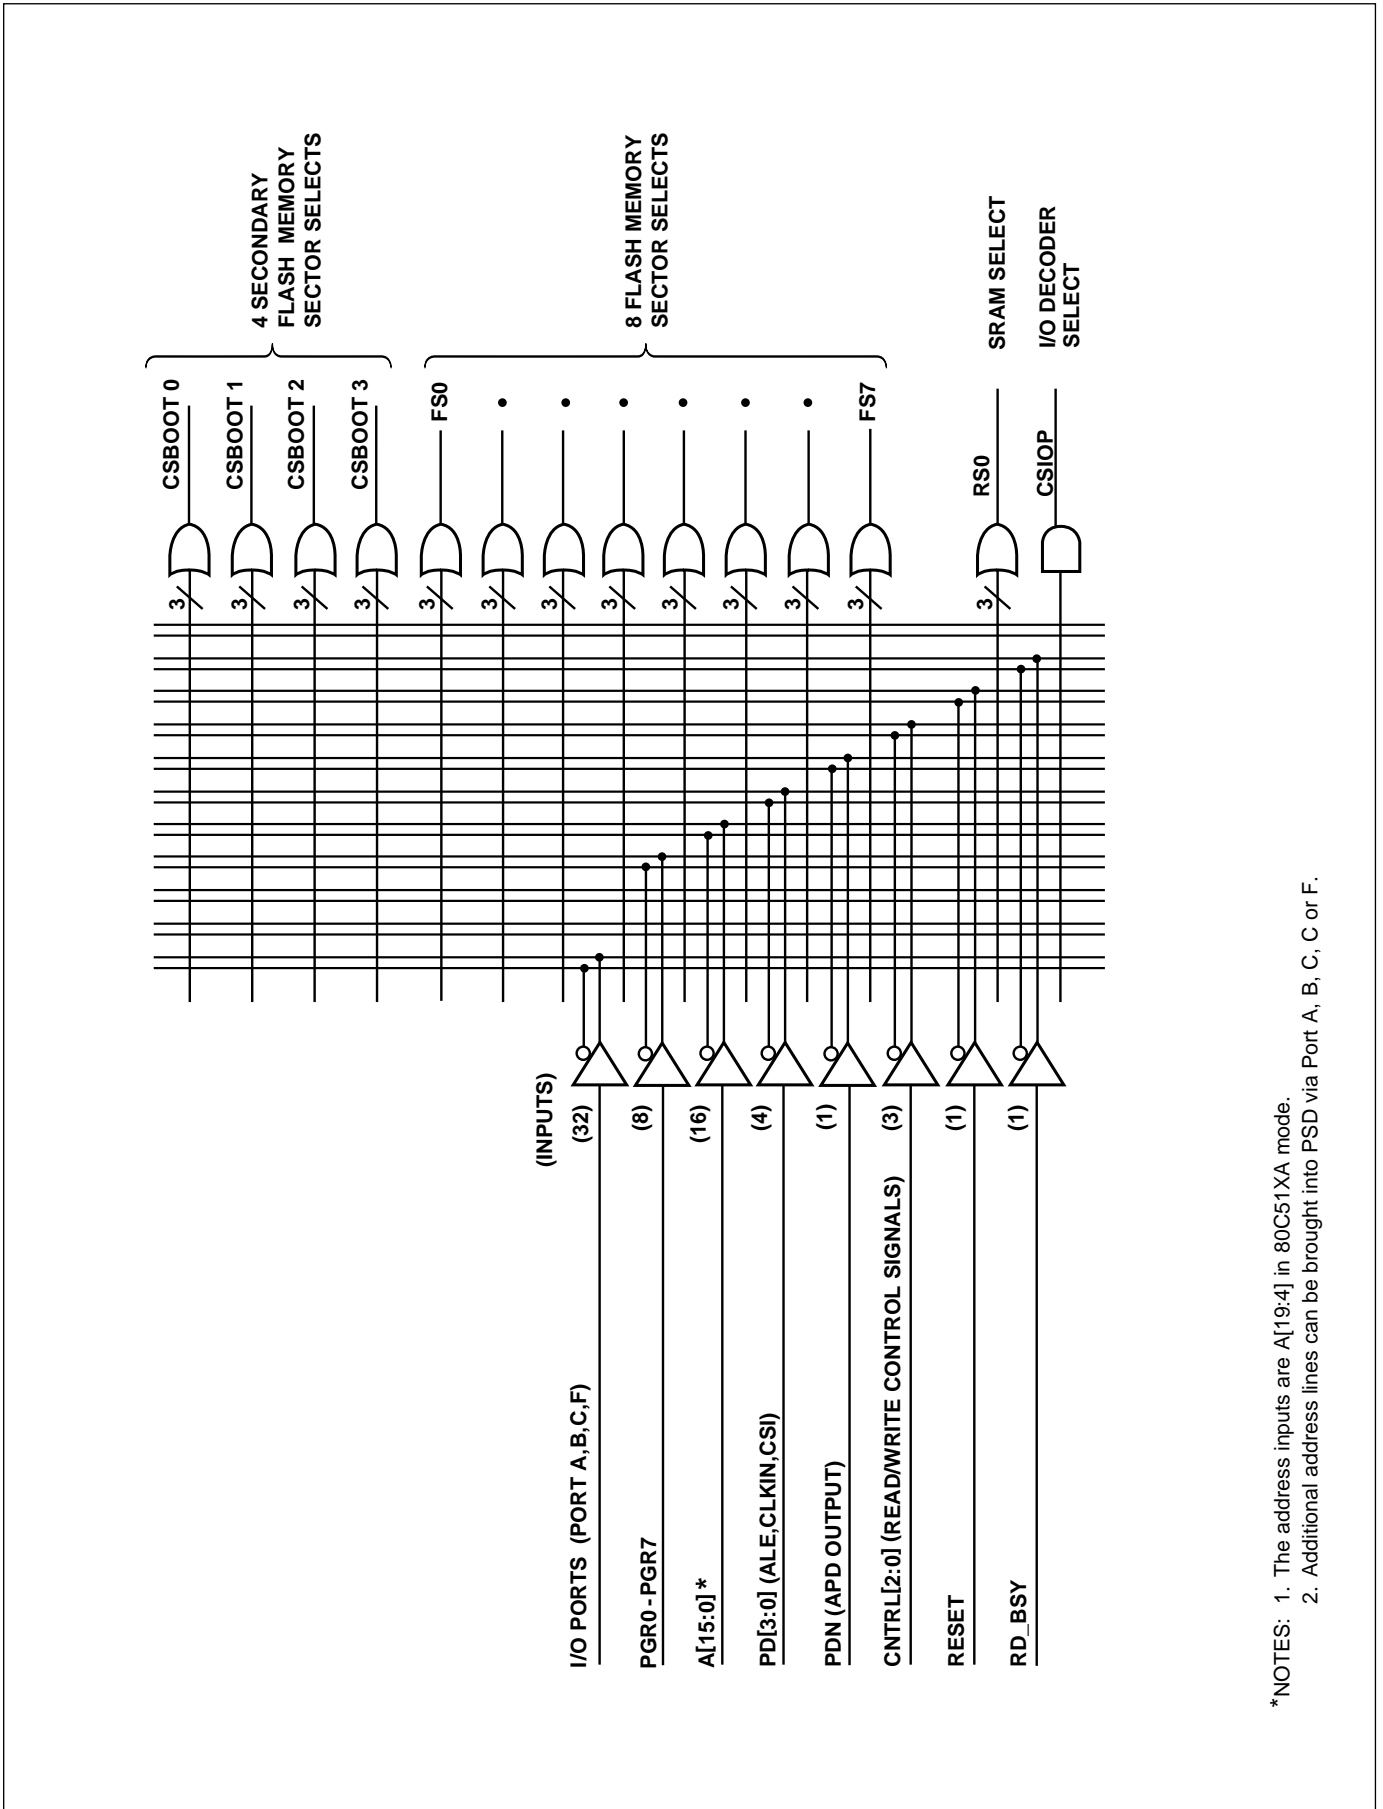 (INPUTS)
I/O PORTS (PORT A,B,C,F)
(32)
PGR0 - PGR7
(8)
A[15:0] *
(16)
PD[3:0] (ALE,CLKIN,CSI)
(4)
PDN (APD OUTPUT)
(1)
CNTRL[2:0] (READ/WRITE CONTROL SIGNALS)
(3)
RESET
(1)
RD_BSY
(1)
3
CSBOOT 0
3
CSBOOT 1
3
CSBOOT 2
3
CSBOOT 3
4 SECONDARY
FLASH MEMORY
SECTOR SELECTS
3
FS0
3
3
3
3
3
3
3
FS7
8 FLASH MEMORY
SECTOR SELECTS
3
RS0
SRAM SELECT
CSIOP
I/O DECODER
SELECT
*NOTES: 1. The address inputs are A[19:4] in 80C51XA mode.
2. Additional address lines can be brought into PSD via Port A, B, C, C or F.